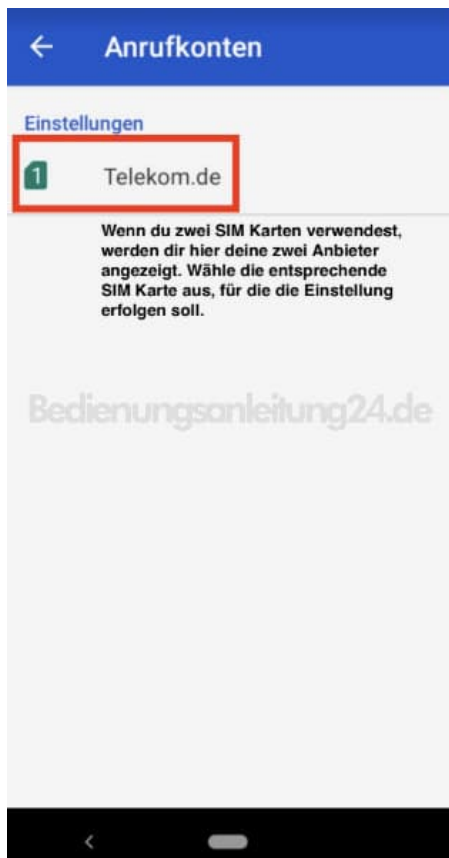 Anrufkonten
Einstellungen
1 Telekom.de
Wenn du zwei SIM Karten verwendest,
werden dir hier deine zwei Anbieter
angezeigt. Wähle die entsprechende
SIM Karte aus, für die die Einstellung
erfolgen soll.
Bedienungsanleitung24.de